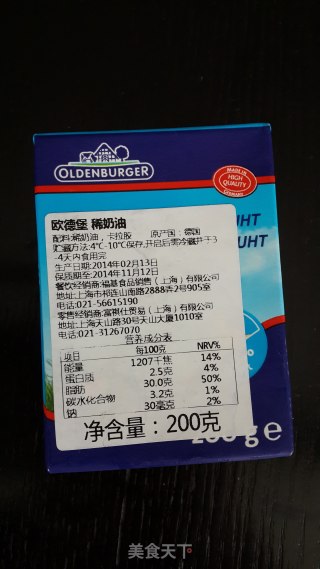 OLDENBURGER
MADE IN
HIGH
QUALITY
GERMANY
UHT
UHT
欧德堡 稀奶油
配料:稀奶油，卡拉胶 原产国：德国
贮藏方法:4℃-10℃保存,开启后需冷藏并于3
-4天内食用完
生产日期:2014年02月13日
保质期至:2014年11月12日
餐饮经销商:福基食品销售（上海）有限公司
地址:上海市祁连山南路2888弄2号905室
电话:021-56615190
零售经销商:富恻仕贸易（上海）有限公司
地址:上海天山路30号天山大厦1010室
电话:021-31267070
营养成分表
项目 每100克 NRV%
能量 1207千焦 14%
蛋白质 2.5克 4%
脂肪 30.0克 50%
碳水化合物 3.2克 1%
钠 30毫克 2%
净含量：200克
200 g e
%
美食天下